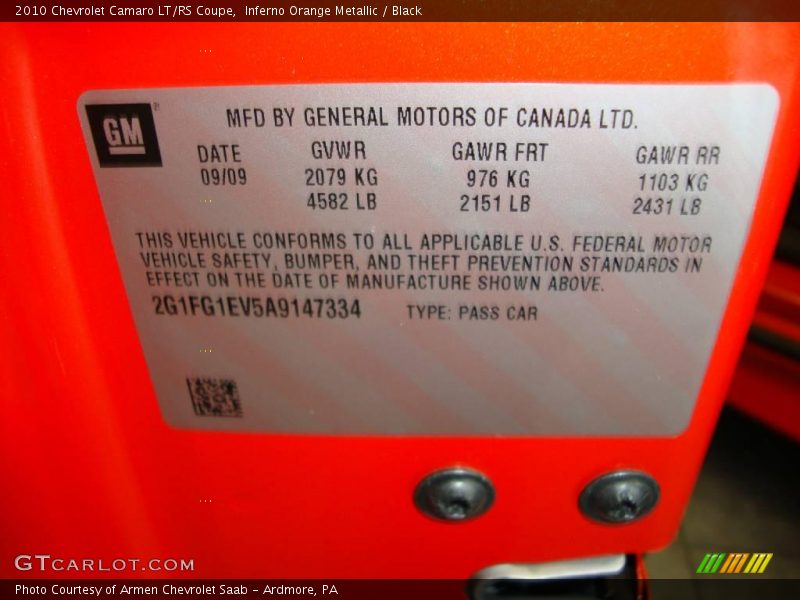 2010 Chevrolet Camaro LT/RS Coupe,  Inferno Orange Metallic / Black
GM
MFD BY GENERAL MOTORS OF CANADA LTD.
DATE GVWR GAWR FRT GAWR RR
09/09 2079 KG 976 KG 1103 KG
4582 LB 2151 LB 2431 LB
THIS VEHICLE CONFORMS TO ALL APPLICABLE U.S. FEDERAL MOTOR
VEHICLE SAFETY, BUMPER, AND THEFT PREVENTION STANDARDS IN
EFFECT ON THE DATE OF MANUFACTURE SHOWN ABOVE.
2G1FG1EV5A9147334 TYPE: PASS CAR
GTCARLOT.COM
Photo Courtesy of Armen Chevrolet Saab - Ardmore, PA